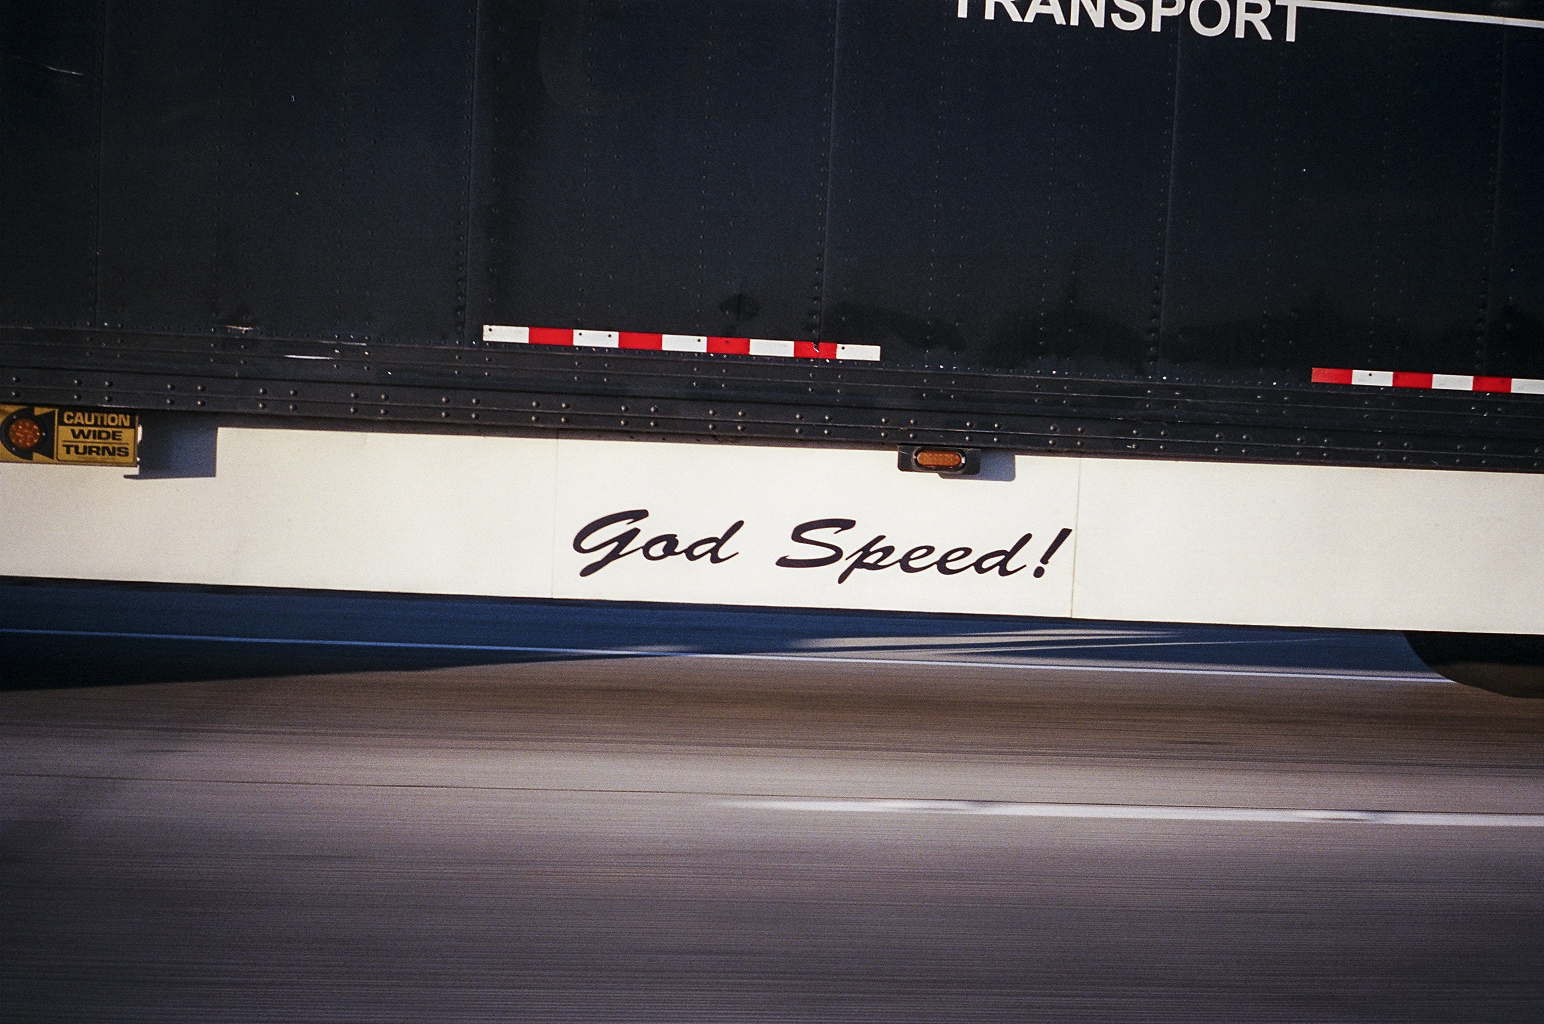 TRANSPORT
CAUTION
WIDE
TURNS
God Speed!